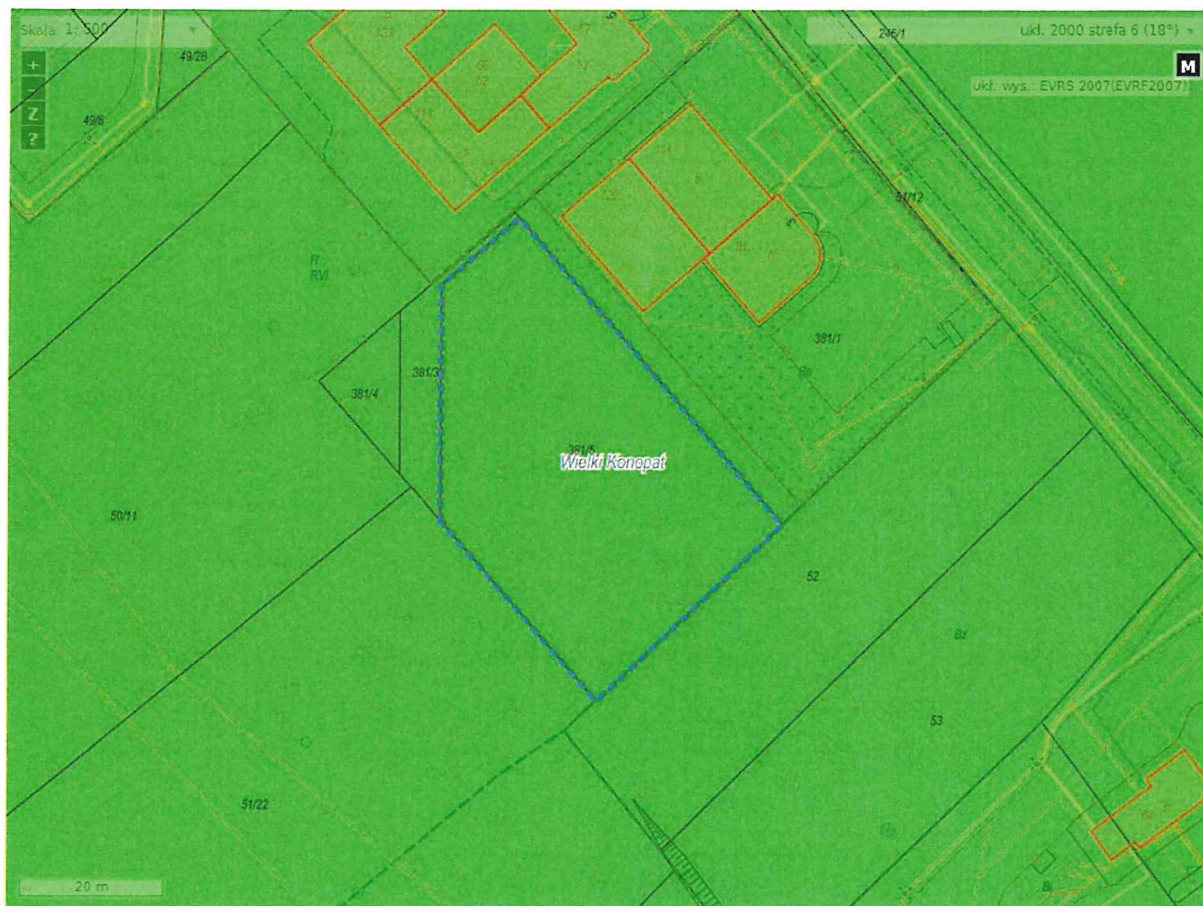 Skala: 1: 500
246/1
ukł. 2000 strefa 6 (18°)
49/28
+
M
−
ukł. wys.: EVRS 2007(EVRF2007)
Z
49/8
?
51/12
R
RVI
381/1
381/3
381/4
381/5
Wielki Konopat
50/11
52
Bz
53
51/22
20 m